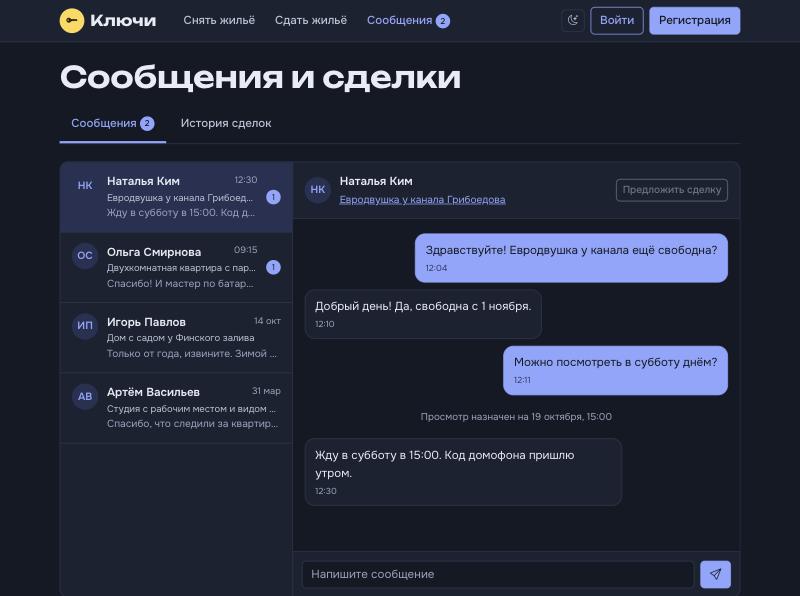 Ключи
Снять жильё
Сдать жильё
Сообщения 2
Войти
Регистрация
Сообщения и сделки
Сообщения 2
История сделок
НК
Наталья Ким
12:30
Евродвушка у канала Грибоед...
1
Жду в субботу в 15:00. Код д...
ОС
Ольга Смирнова
09:15
Двухкомнатная квартира с пар...
1
Спасибо! И мастер по батар...
ИП
Игорь Павлов
14 окт
Дом с садом у Финского залива
Только от года, извините. Зимой ...
АВ
Артём Васильев
31 мар
Студия с рабочим местом и видом ...
Спасибо, что следили за квартир...
НК
Наталья Ким
Евродвушка у канала Грибоедова
Предложить сделку
Здравствуйте! Евродвушка у канала ещё свободна?
12:04
Добрый день! Да, свободна с 1 ноября.
12:10
Можно посмотреть в субботу днём?
12:11
Просмотр назначен на 19 октября, 15:00
Жду в субботу в 15:00. Код домофона пришлю
утром.
12:30
Напишите сообщение